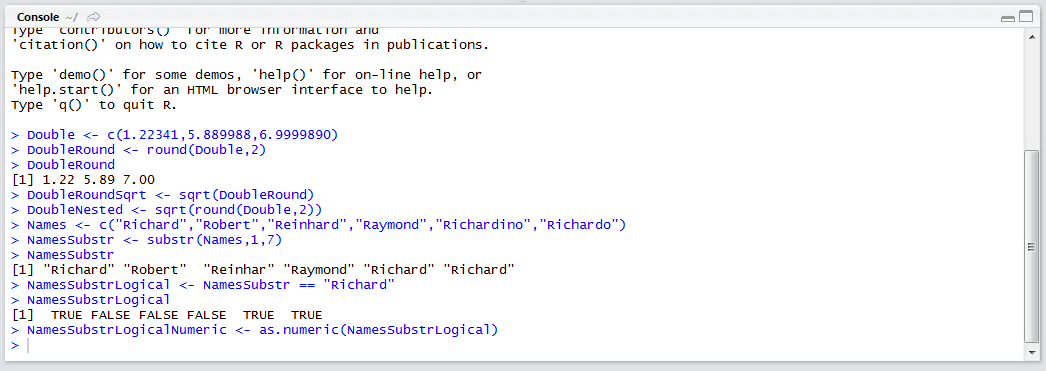 Console ~/
Type 'contributors()' for more information and
'citation()' on how to cite R or R packages in publications.
Type 'demo()' for some demos, 'help()' for on-line help, or
'help.start()' for an HTML browser interface to help.
Type 'q()' to quit R.
> Double <- c(1.22341,5.889988,6.9999890)
> DoubleRound <- round(Double,2)
> DoubleRound
[1] 1.22 5.89 7.00
> DoubleRoundSqrt <- sqrt(DoubleRound)
> DoubleNested <- sqrt(round(Double,2))
> Names <- c("Richard","Robert","Reinhard","Raymond","Richardino","Richardo")
> NamesSubstr <- substr(Names,1,7)
> NamesSubstr
[1] "Richard" "Robert"  "Reinhar" "Raymond" "Richard" "Richard"
> NamesSubstrLogical <- NamesSubstr == "Richard"
> NamesSubstrLogical
[1]  TRUE FALSE FALSE FALSE  TRUE  TRUE
> NamesSubstrLogicalNumeric <- as.numeric(NamesSubstrLogical)
>